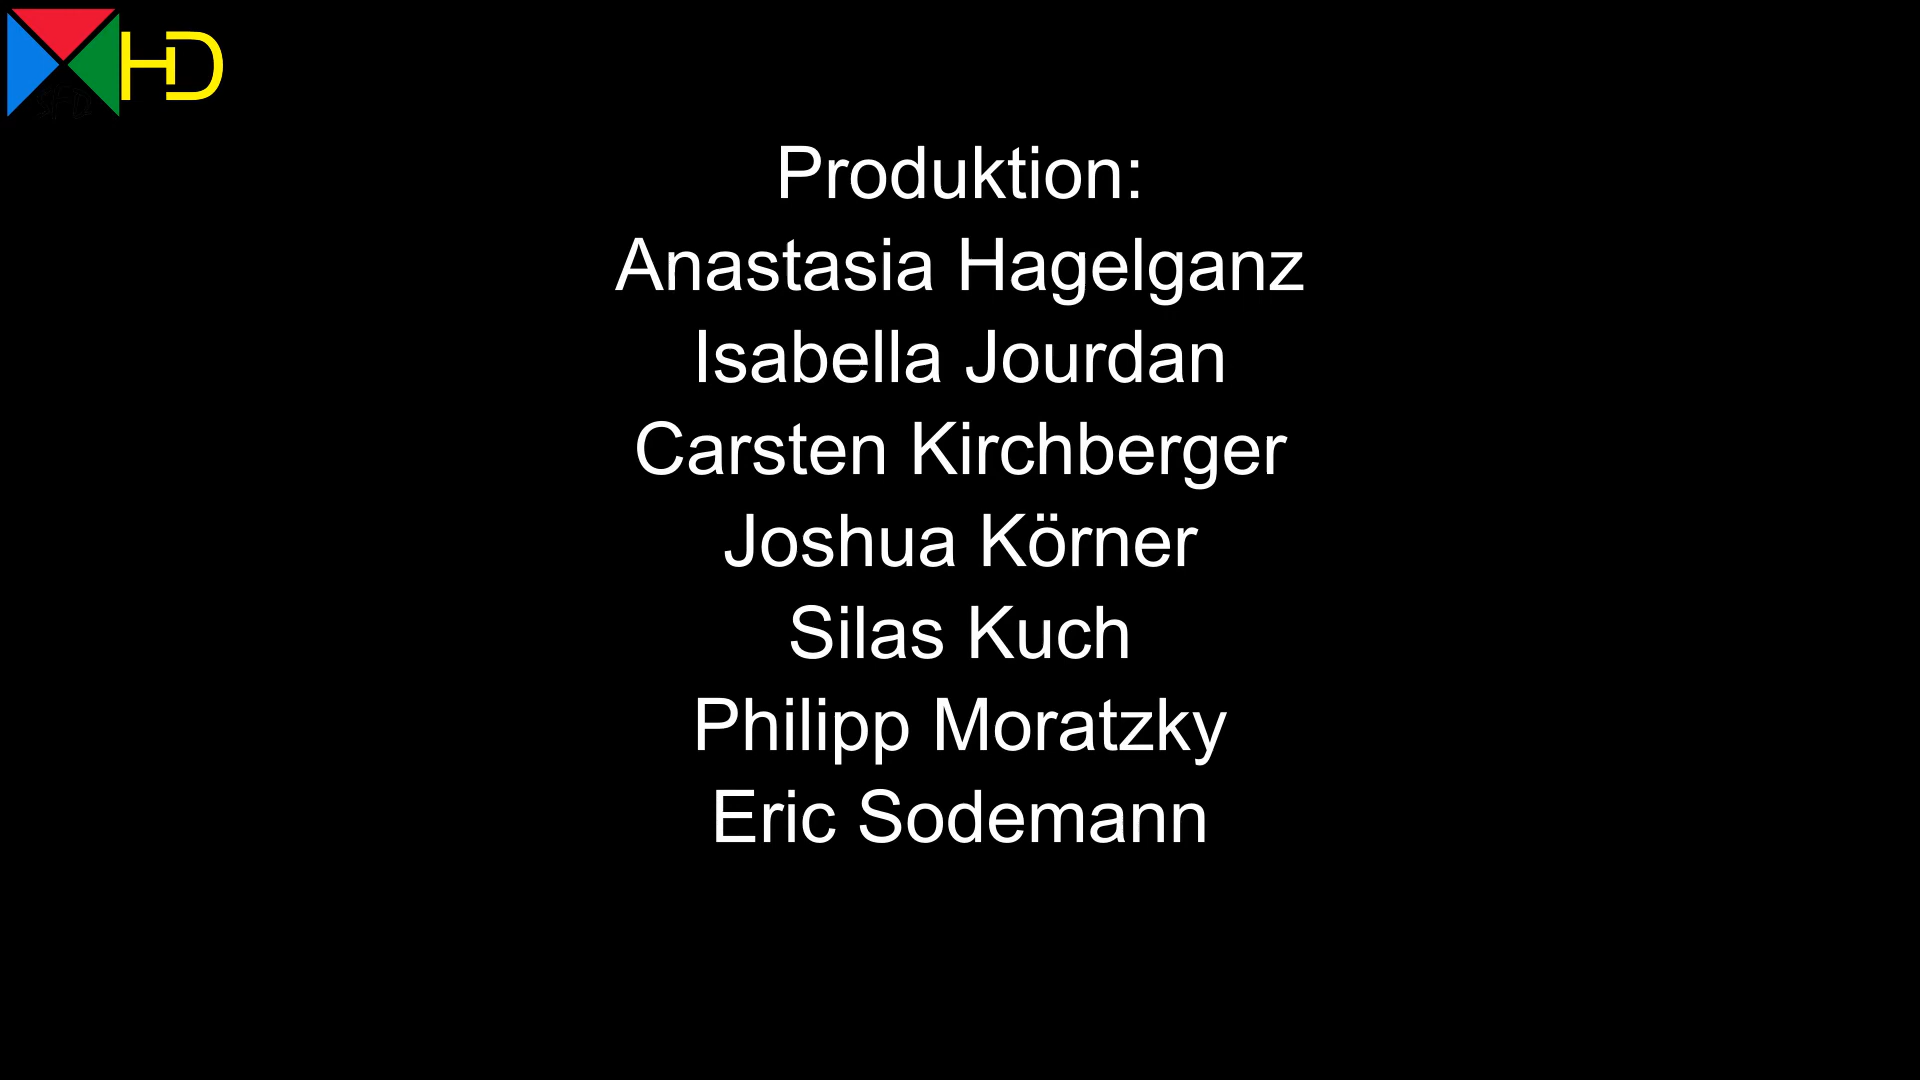 HD
Produktion:
Anastasia Hagelganz
Isabella Jourdan
Carsten Kirchberger
Joshua Körner
Silas Kuch
Philipp Moratzky
Eric Sodemann